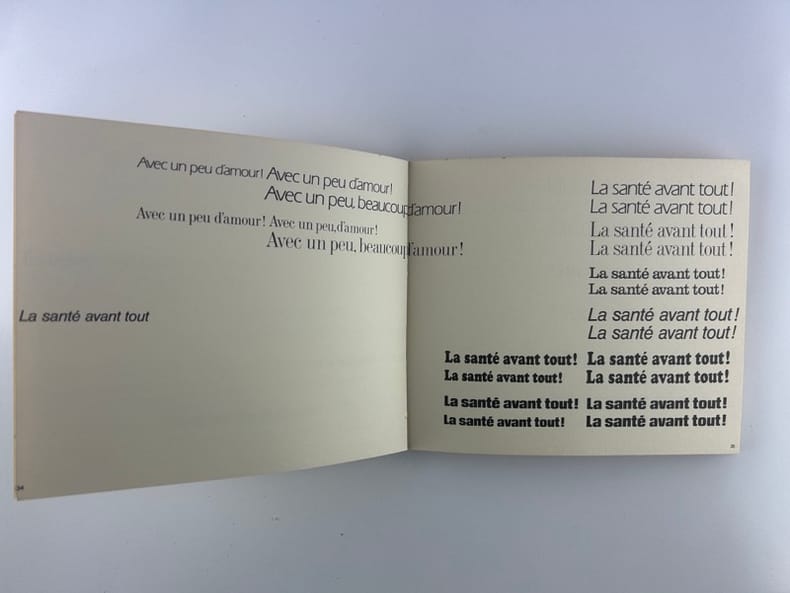 Avec un peu d'amour! Avec un peu d'amour!
Avec un peu, beaucoup d'amour!
Avec un peu d'amour! Avec un peu, d'amour!
Avec un peu, beaucoup d'amour!
La santé avant tout
34
La santé avant tout!
La santé avant tout!
La santé avant tout!
La santé avant tout!
La santé avant tout!
La santé avant tout!
La santé avant tout!
La santé avant tout!
La santé avant tout! La santé avant tout!
La santé avant tout! La santé avant tout!
La santé avant tout! La santé avant tout!
La santé avant tout! La santé avant tout!
35